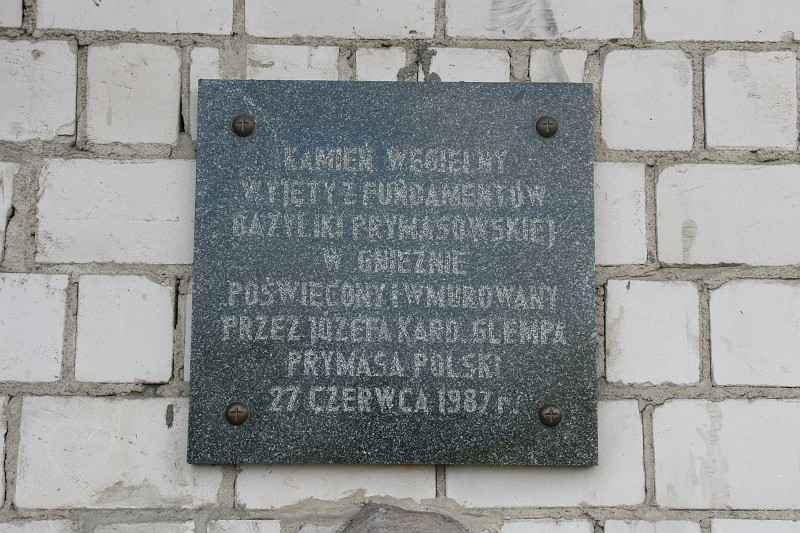 KAMIEŃ WĘGIELNY
WYJĘTY Z FUNDAMENTÓW
BAZYLIKI PRYMASOWSKIEJ
W GNIEŹNIE
POŚWIĘCONY I WMUROWANY
PRZEZ JÓZEFA KARD. GLEMPA
PRYMASA POLSKI
27 CZERWCA 1987 r.